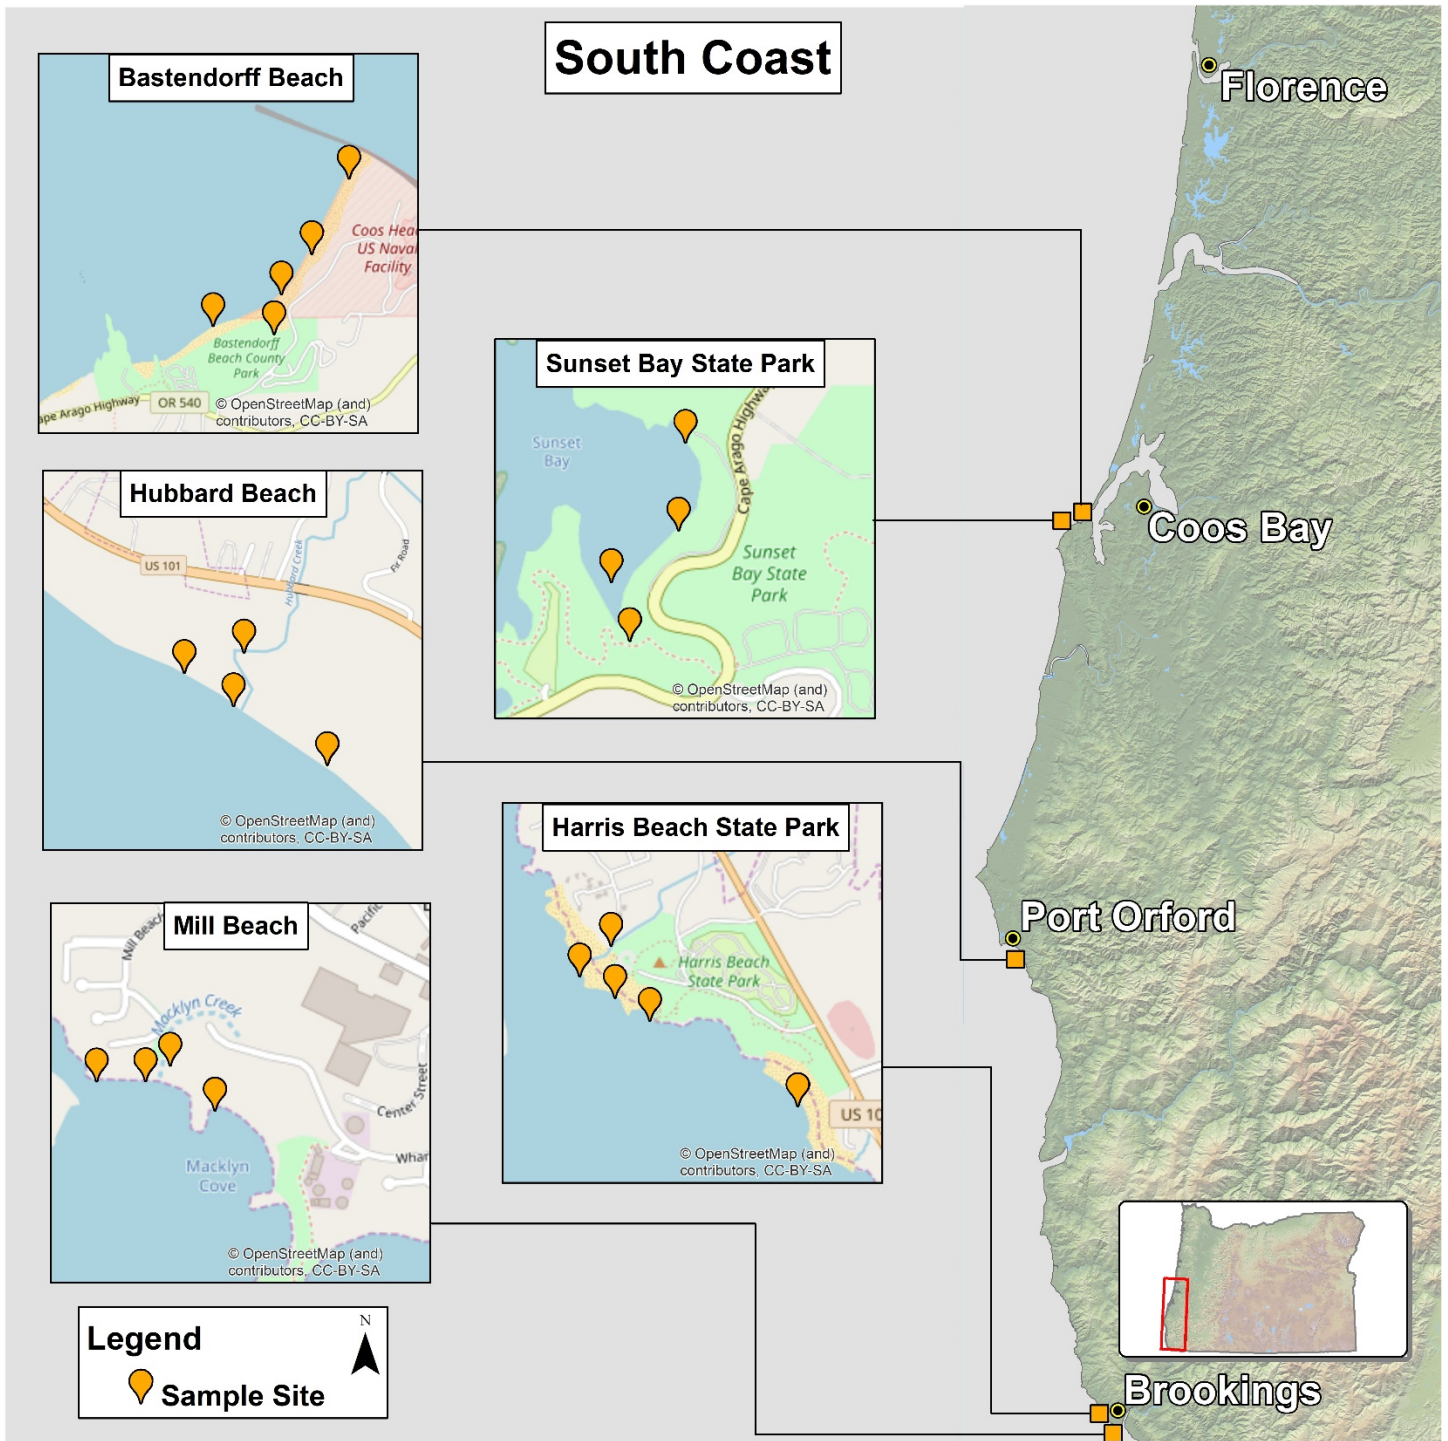 South Coast
Florence
Bastendorff Beach
Coos Hea
US Naval
Facility
Bastendorff
Beach County
Park
ape Arago Highway
OR 540
© OpenStreetMap (and)
contributors, CC-BY-SA
Sunset Bay State Park
Sunset
Bay
Cape Arago Highwa
Sunset
Bay State
Park
© OpenStreetMap (and)
contributors, CC-BY-SA
Coos Bay
Hubbard Beach
US 101
Hubbard Creek
Fir Road
© OpenStreetMap (and)
contributors, CC-BY-SA
Harris Beach State Park
Harris Beach
State Park
US 10
© OpenStreetMap (and)
contributors, CC-BY-SA
Port Orford
Mill Beach
Mill Beach
Pacific
Macklyn Creek
Center Street
Whar
Macklyn
Cove
© OpenStreetMap (and)
contributors, CC-BY-SA
Legend
N
Sample Site
Brookings